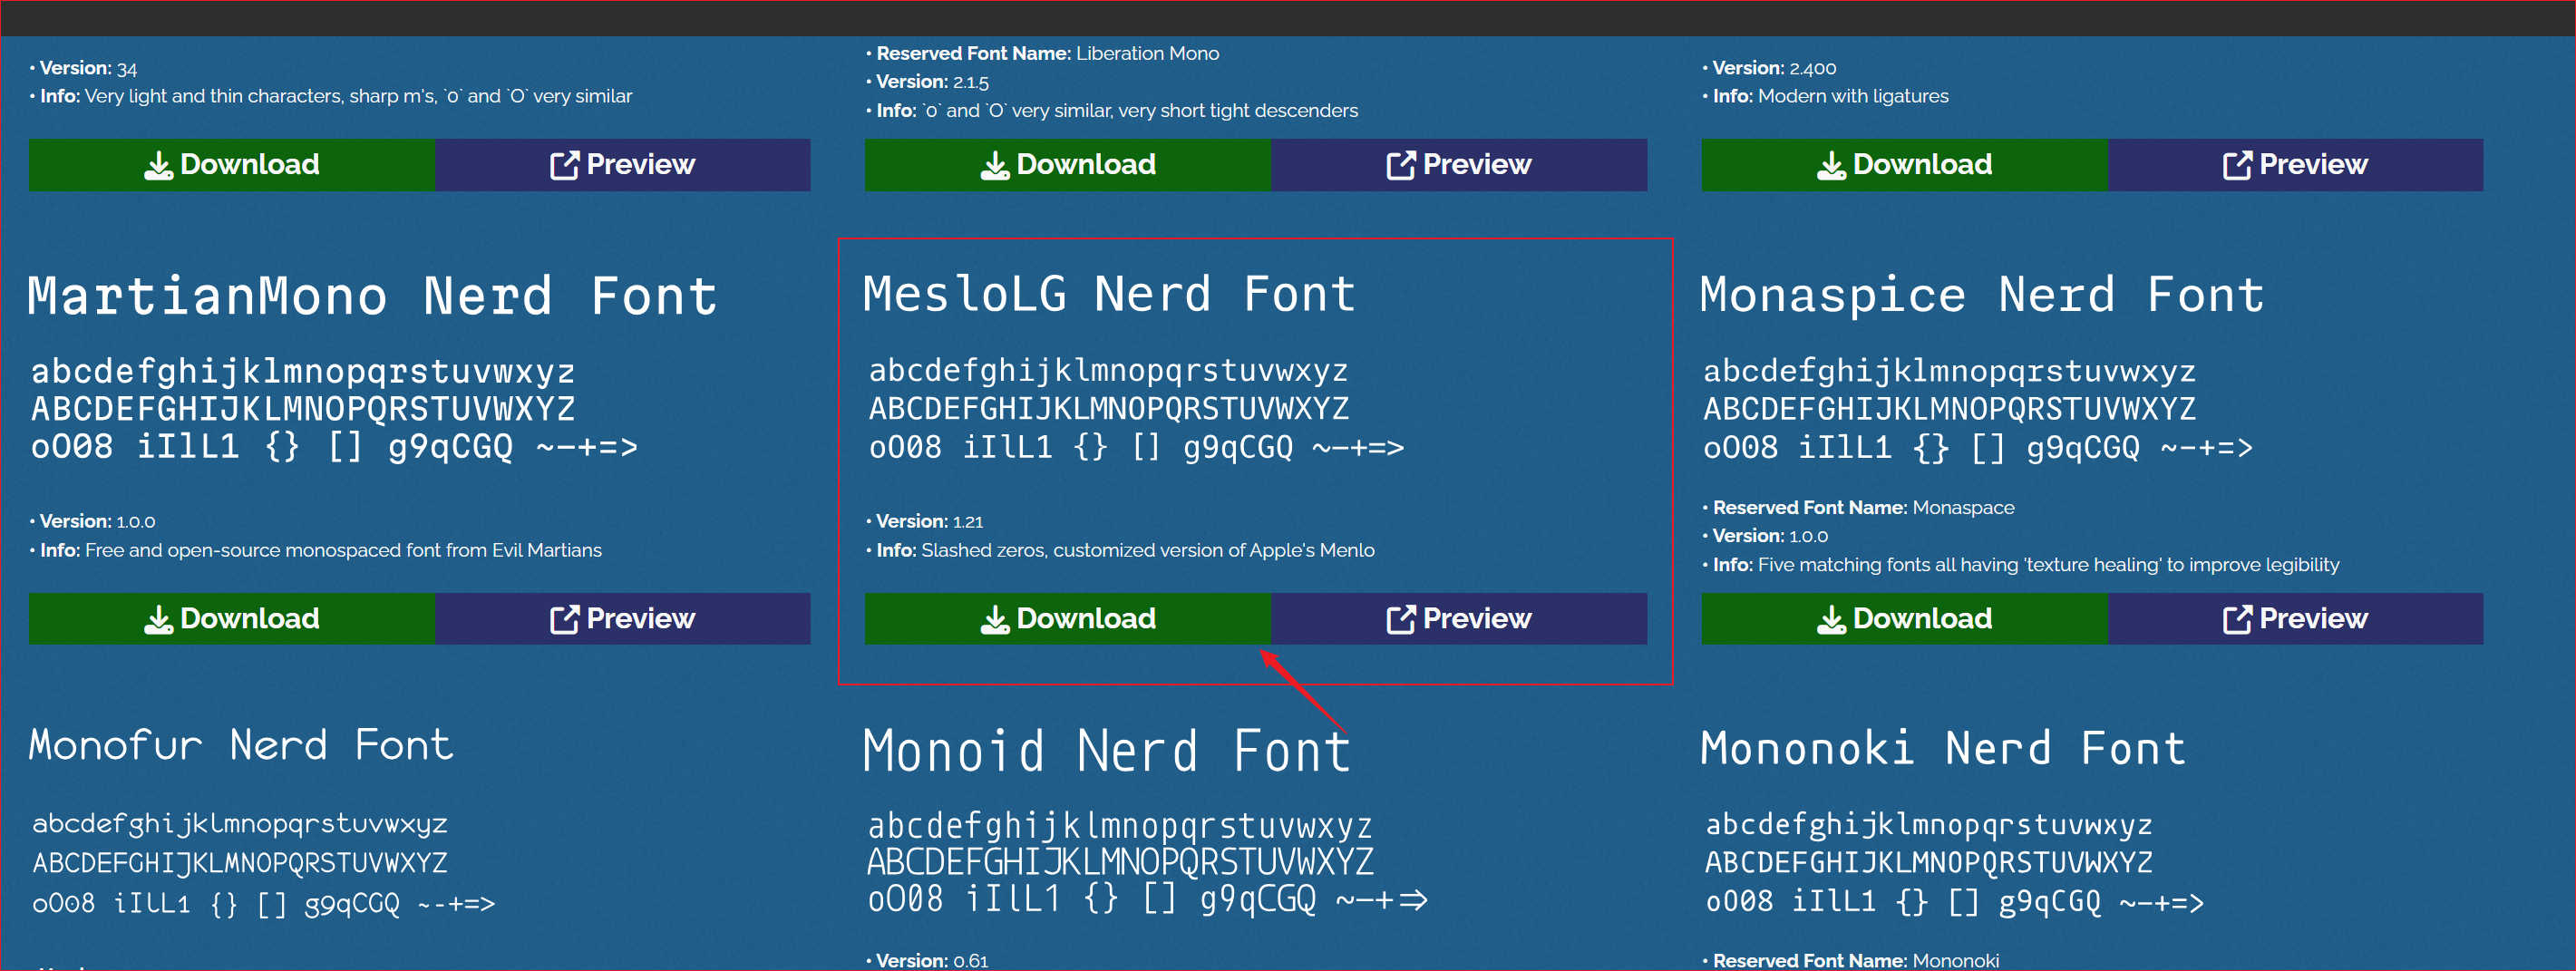 • Version: 34
• Info: Very light and thin characters, sharp m's, `0` and `O` very similar
Download
Preview
• Reserved Font Name: Liberation Mono
• Version: 2.1.5
• Info: `0` and `O` very similar, very short tight descenders
Download
Preview
• Version: 2.400
• Info: Modern with ligatures
Download
Preview
MartianMono Nerd Font
abcdefghijklmnopqrstuvwxyz
ABCDEFGHIJKLMNOPQRSTUVWXYZ
oO08 iIlL1 {} [] g9qCGQ ~-+=>
• Version: 1.0.0
• Info: Free and open-source monospaced font from Evil Martians
Download
Preview
MesloLG Nerd Font
abcdefghijklmnopqrstuvwxyz
ABCDEFGHIJKLMNOPQRSTUVWXYZ
oO08 iIlL1 {} [] g9qCGQ ~-+=>
• Version: 1.21
• Info: Slashed zeros, customized version of Apple's Menlo
Download
Preview
Monaspice Nerd Font
abcdefghijklmnopqrstuvwxyz
ABCDEFGHIJKLMNOPQRSTUVWXYZ
oO08 iIlL1 {} [] g9qCGQ ~-+=>
• Reserved Font Name: Monaspace
• Version: 1.0.0
• Info: Five matching fonts all having 'texture healing' to improve legibility
Download
Preview
Monofur Nerd Font
abcdefghijklmnopqrstuvwxyz
ABCDEFGHIJKLMNOPQRSTUVWXYZ
oO08 iIlL1 {} [] g9qCGQ ~-+=>
Monoid Nerd Font
abcdefghijklmnopqrstuvwxyz
ABCDEFGHIJKLMNOPQRSTUVWXYZ
oO08 iIlL1 {} [] g9qCGQ ~-+=>
• Version: 0.61
Mononoki Nerd Font
abcdefghijklmnopqrstuvwxyz
ABCDEFGHIJKLMNOPQRSTUVWXYZ
oO08 iIlL1 {} [] g9qCGQ ~-+=>
• Reserved Font Name: Mononoki